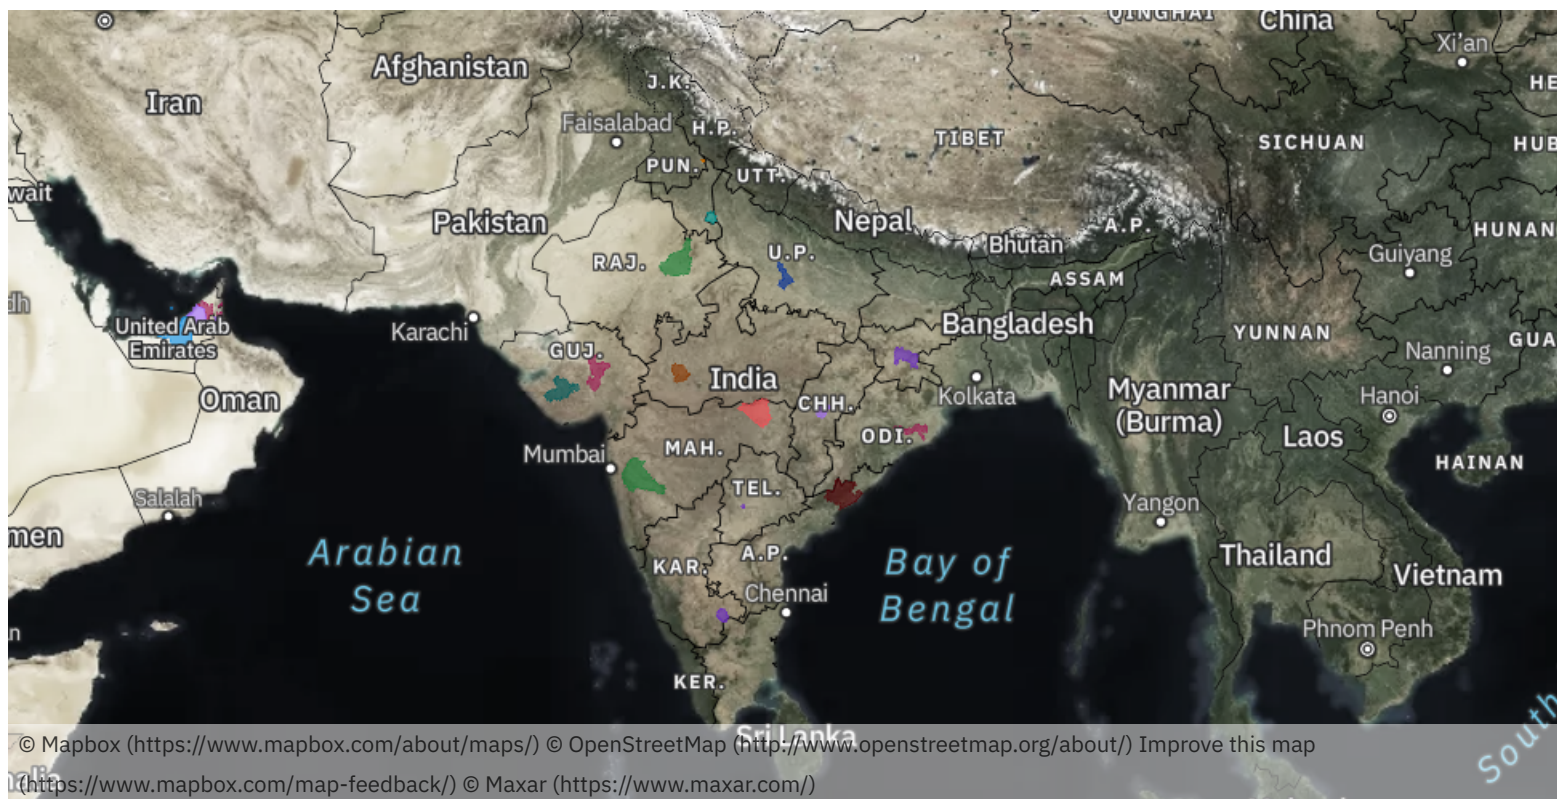 QINGHAI
China
Xi'an
Afghanistan
J.K.
HE
Iran
Faisalabad
H.P.
TIBET
SICHUAN
HUB
PUN.
UTT.
wait
Pakistan
Nepal
A.P.
HUNAN
Bhutan
RAJ.
U.P.
Guiyang
ASSAM
dh
United Arab
Emirates
Karachi
Bangladesh
YUNNAN
GUA
GUJ.
Nanning
India
Oman
Kolkata
Myanmar
(Burma)
Hanoi
CHH.
ODI.
Laos
Mumbai
MAH.
HAINAN
TEL.
Salalah
Yangon
men
Arabian
Sea
KAR.
A.P.
Bay of
Bengal
Thailand
Vietnam
Chennai
n
Phnom Penh
KER.
Sri Lanka
South
© Mapbox (https://www.mapbox.com/about/maps/) © OpenStreetMap (http://www.openstreetmap.org/about/) Improve this map
alia
(https://www.mapbox.com/map-feedback/) © Maxar (https://www.maxar.com/)